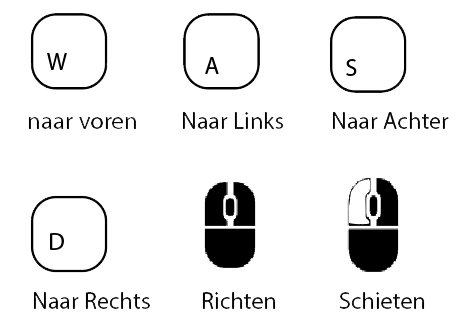 W A S
naar voren Naar Links Naar Achter
D
Naar Rechts Richten Schieten